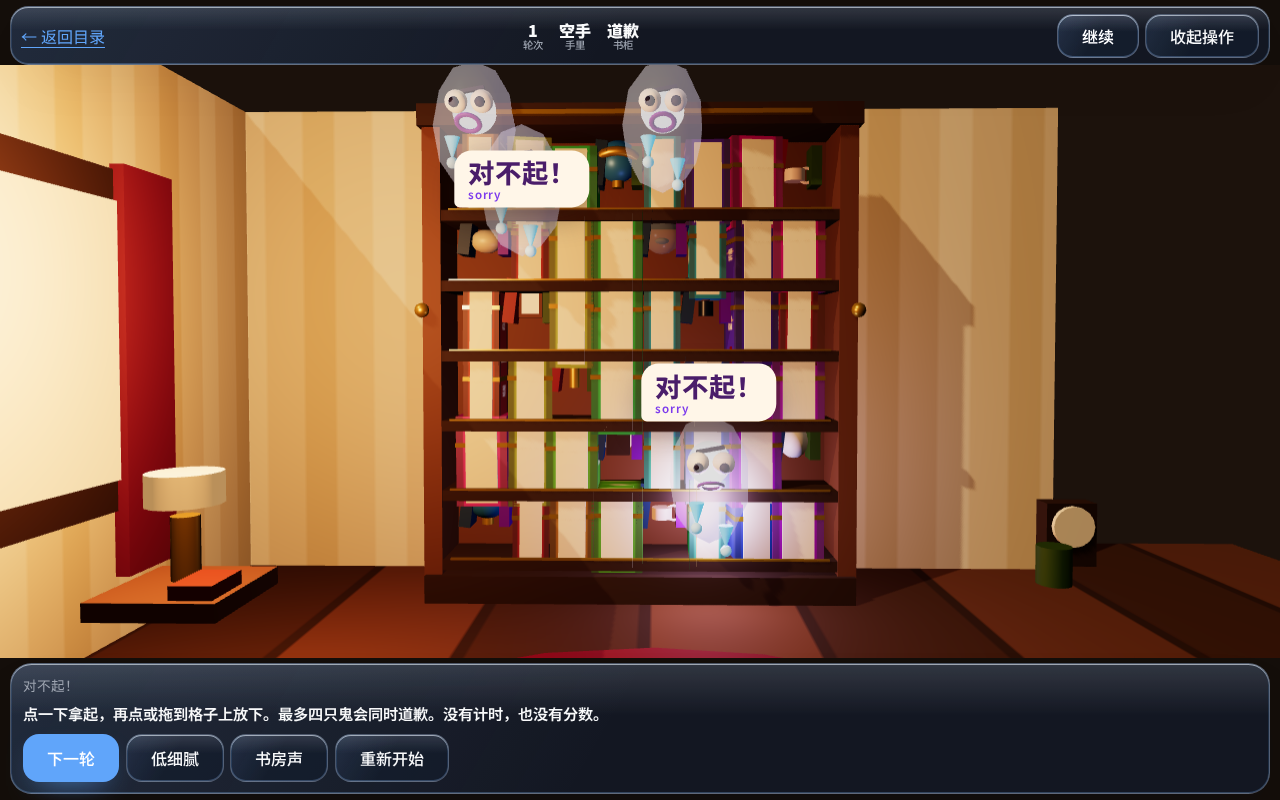 ← 返回目录
1
轮次
空手
手里
道歉
书柜
继续
收起操作
对不起！
sorry
对不起！
sorry
对不起！
点一下拿起，再点或拖到格子上放下。最多四只鬼会同时道歉。没有计时，也没有分数。
下一轮
低细腻
书房声
重新开始